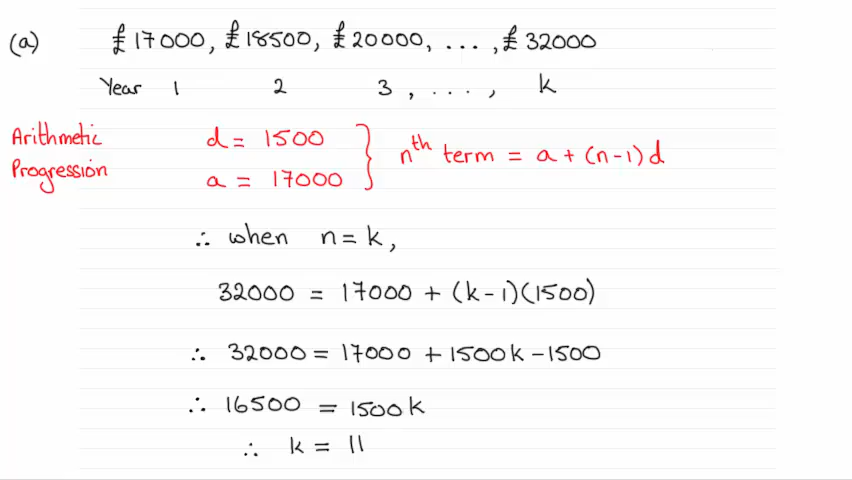 (a) £17000, £18500, £20000, ...., £32000
Year 1 2 3, ...., k
Arithmetic Progression
d = 1500
a = 17000
nth term = a + (n-1)d
∴ when n = k,
32000 = 17000 + (k-1)(1500)
∴ 32000 = 17000 + 1500k - 1500
∴ 16500 = 1500k
∴ k = 11